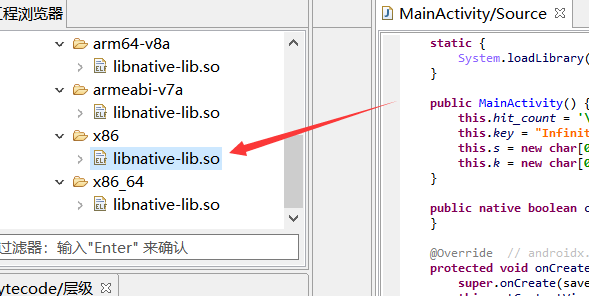 工程浏览器
arm64-v8a
libnative-lib.so
armeabi-v7a
libnative-lib.so
x86
libnative-lib.so
x86_64
libnative-lib.so
过滤器：输入"Enter" 来确认
ytecode/层级
MainActivity/Source
static {
System.loadLibrary(
}
public MainActivity() {
this.hit_count = '\
this.key = "Infinit
this.s = new char[0
this.k = new char[0
}
public native boolean c
}
@Override // androidx.
protected void onCreate
super.onCreate(save